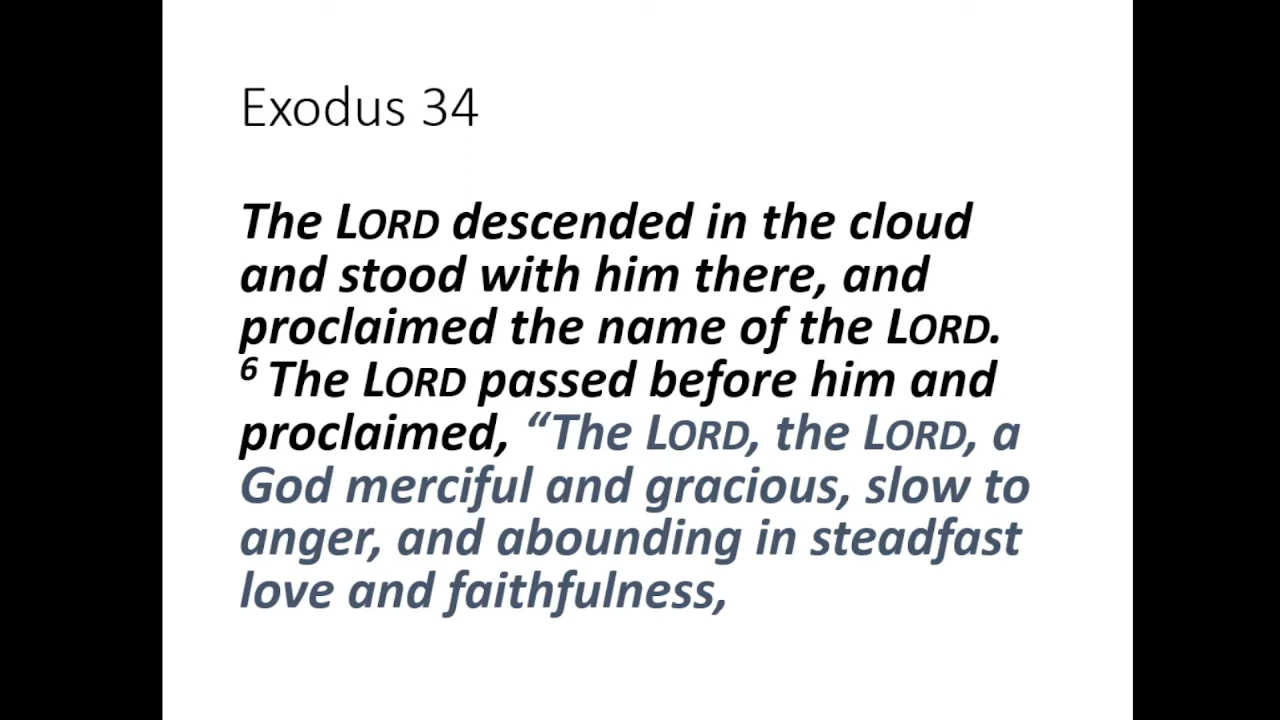 Exodus 34
The LORD descended in the cloud
and stood with him there, and
proclaimed the name of the LORD.
6 The LORD passed before him and
proclaimed, “The LORD, the LORD, a
God merciful and gracious, slow to
anger, and abounding in steadfast
love and faithfulness,